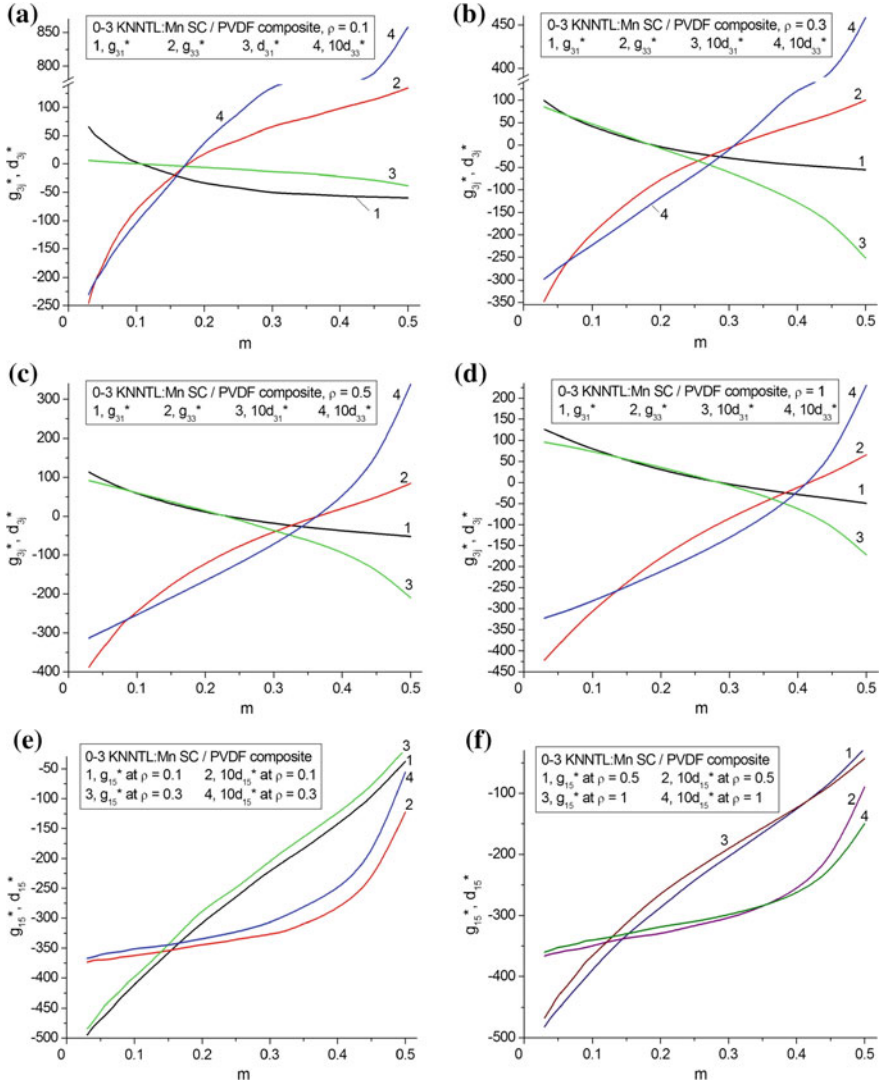 (a)
0-3 KNNTL:Mn SC / PVDF composite, ρ = 0.1
1, g31* 2, g33* 3, d31* 4, 10d33*
850
800
100
50
0
-50
-100
-150
-200
-250
g3j*, d3j*
0 0.1 0.2 0.3 0.4 0.5
m
4
2
4
3
1
(b)
0-3 KNNTL:Mn SC / PVDF composite, ρ = 0.3
1, g31* 2, g33* 3, 10d31* 4, 10d33*
450
400
100
50
0
-50
-100
-150
-200
-250
-300
-350
g3j*, d3j*
0 0.1 0.2 0.3 0.4 0.5
m
4
2
1
4
3
(c)
0-3 KNNTL:Mn SC / PVDF composite, ρ = 0.5
1, g31* 2, g33* 3, 10d31* 4, 10d33*
300
200
100
0
-100
-200
-300
-400
g3j*, d3j*
0 0.1 0.2 0.3 0.4 0.5
m
4
2
1
3
(d)
0-3 KNNTL:Mn SC / PVDF composite, ρ = 1
1, g31* 2, g33* 3, 10d31* 4, 10d33*
200
150
100
50
0
-50
-100
-150
-200
-250
-300
-350
-400
-450
g3j*, d3j*
0 0.1 0.2 0.3 0.4 0.5
m
4
2
1
3
(e)
0-3 KNNTL:Mn SC / PVDF composite
1, g15* at ρ = 0.1 2, 10d15* at ρ = 0.1
3, g15* at ρ = 0.3 4, 10d15* at ρ = 0.3
-50
-100
-150
-200
-250
-300
-350
-400
-450
-500
g15*, d15*
0 0.1 0.2 0.3 0.4 0.5
m
3
1
4
2
(f)
0-3 KNNTL:Mn SC / PVDF composite
1, g15* at ρ = 0.5 2, 10d15* at ρ = 0.5
3, g15* at ρ = 1 4, 10d15* at ρ = 1
-100
-200
-300
-400
-500
g15*, d15*
0 0.1 0.2 0.3 0.4 0.5
m
1
2
3
4